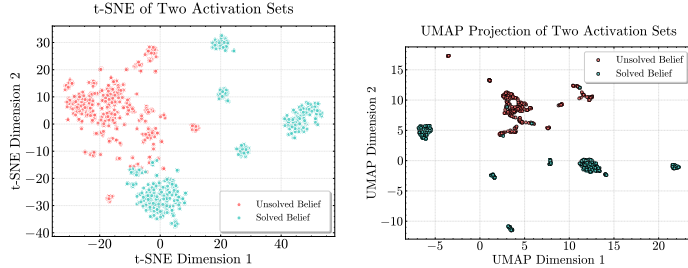 t-SNE of Two Activation Sets
t-SNE Dimension 2
30
20
10
0
−10
−20
−30
−40
−20
0
20
40
t-SNE Dimension 1
Unsolved Belief
Solved Belief
UMAP Projection of Two Activation Sets
UMAP Dimension 2
15
10
5
0
−5
−10
−5
0
5
10
15
20
UMAP Dimension 1
Unsolved Belief
Solved Belief